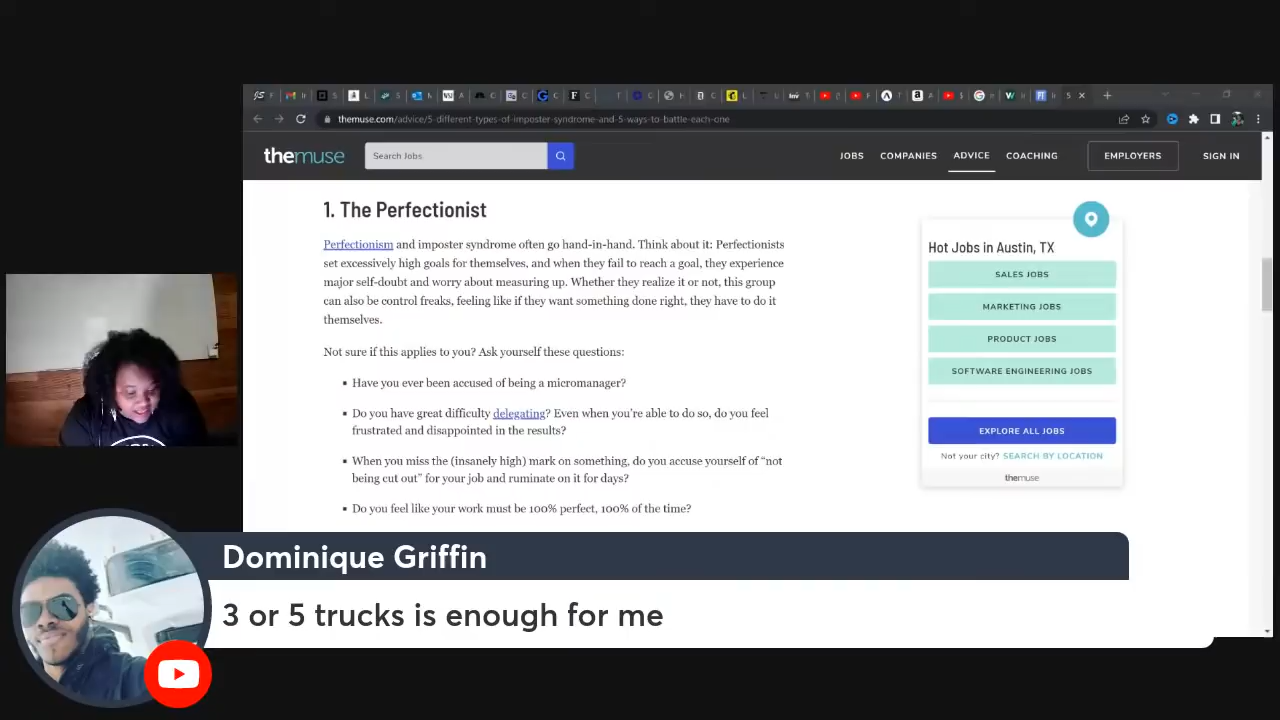 themuse.com/advice/5-different-types-of-imposter-syndrome-and-5-ways-to-battle-each-one
themuse
Search Jobs
JOBS COMPANIES ADVICE COACHING EMPLOYERS SIGN IN
1. The Perfectionist
Perfectionism and imposter syndrome often go hand-in-hand. Think about it: Perfectionists
set excessively high goals for themselves, and when they fail to reach a goal, they experience
major self-doubt and worry about measuring up. Whether they realize it or not, this group
can also be control freaks, feeling like if they want something done right, they have to do it
themselves.
Not sure if this applies to you? Ask yourself these questions:
▪ Have you ever been accused of being a micromanager?
▪ Do you have great difficulty delegating? Even when you’re able to do so, do you feel
frustrated and disappointed in the results?
▪ When you miss the (insanely high) mark on something, do you accuse yourself of “not
being cut out” for your job and ruminate on it for days?
▪ Do you feel like your work must be 100% perfect, 100% of the time?
Hot Jobs in Austin, TX
SALES JOBS
MARKETING JOBS
PRODUCT JOBS
SOFTWARE ENGINEERING JOBS
EXPLORE ALL JOBS
Not your city? SEARCH BY LOCATION
themuse
Dominique Griffin
3 or 5 trucks is enough for me